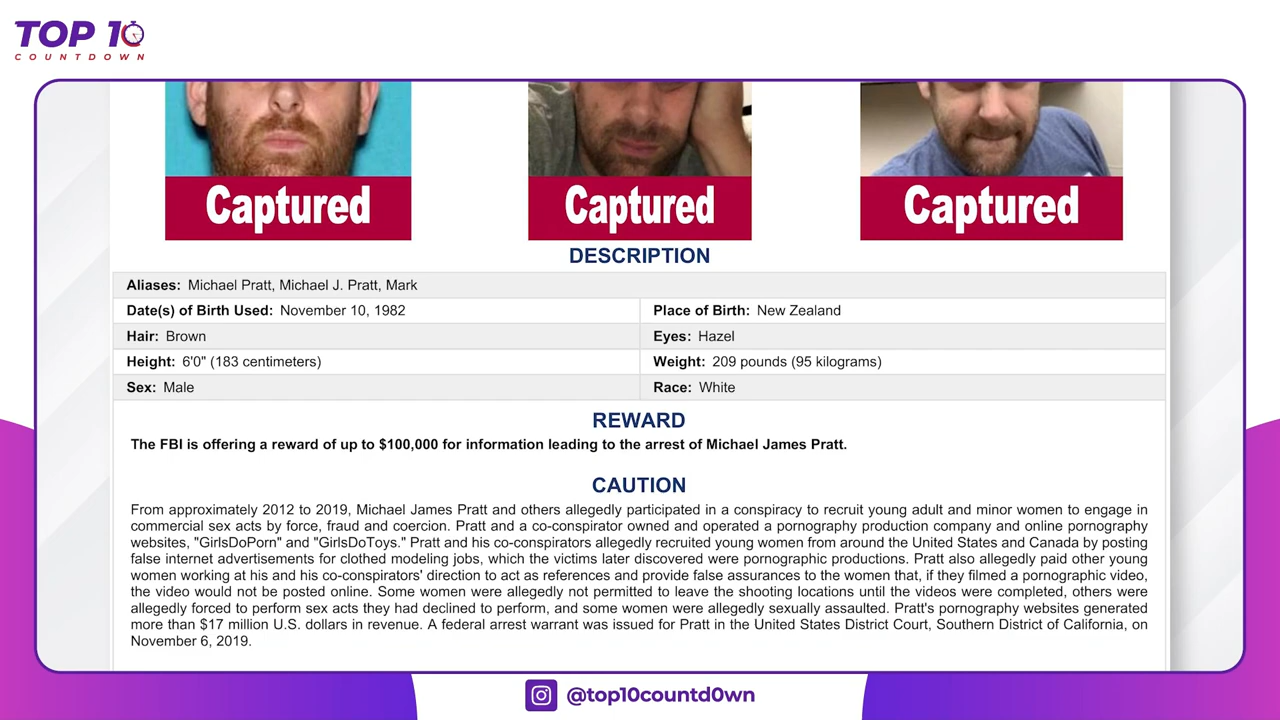 TOP 10
COUNTDOWN
Captured
Captured
Captured
DESCRIPTION
Aliases: Michael Pratt, Michael J. Pratt, Mark
Date(s) of Birth Used: November 10, 1982
Place of Birth: New Zealand
Hair: Brown
Eyes: Hazel
Height: 6'0" (183 centimeters)
Weight: 209 pounds (95 kilograms)
Sex: Male
Race: White
REWARD
The FBI is offering a reward of up to $100,000 for information leading to the arrest of Michael James Pratt.
CAUTION
From approximately 2012 to 2019, Michael James Pratt and others allegedly participated in a conspiracy to recruit young adult and minor women to engage in
commercial sex acts by force, fraud and coercion. Pratt and a co-conspirator owned and operated a pornography production company and online pornography
websites, "GirlsDoPorn" and "GirlsDoToys." Pratt and his co-conspirators allegedly recruited young women from around the United States and Canada by posting
false internet advertisements for clothed modeling jobs, which the victims later discovered were pornographic productions. Pratt also allegedly paid other young
women working at his and his co-conspirators' direction to act as references and provide false assurances to the women that, if they filmed a pornographic video,
the video would not be posted online. Some women were allegedly not permitted to leave the shooting locations until the videos were completed, others were
allegedly forced to perform sex acts they had declined to perform, and some women were allegedly sexually assaulted. Pratt's pornography websites generated
more than $17 million U.S. dollars in revenue. A federal arrest warrant was issued for Pratt in the United States District Court, Southern District of California, on
November 6, 2019.
@top10countd0wn